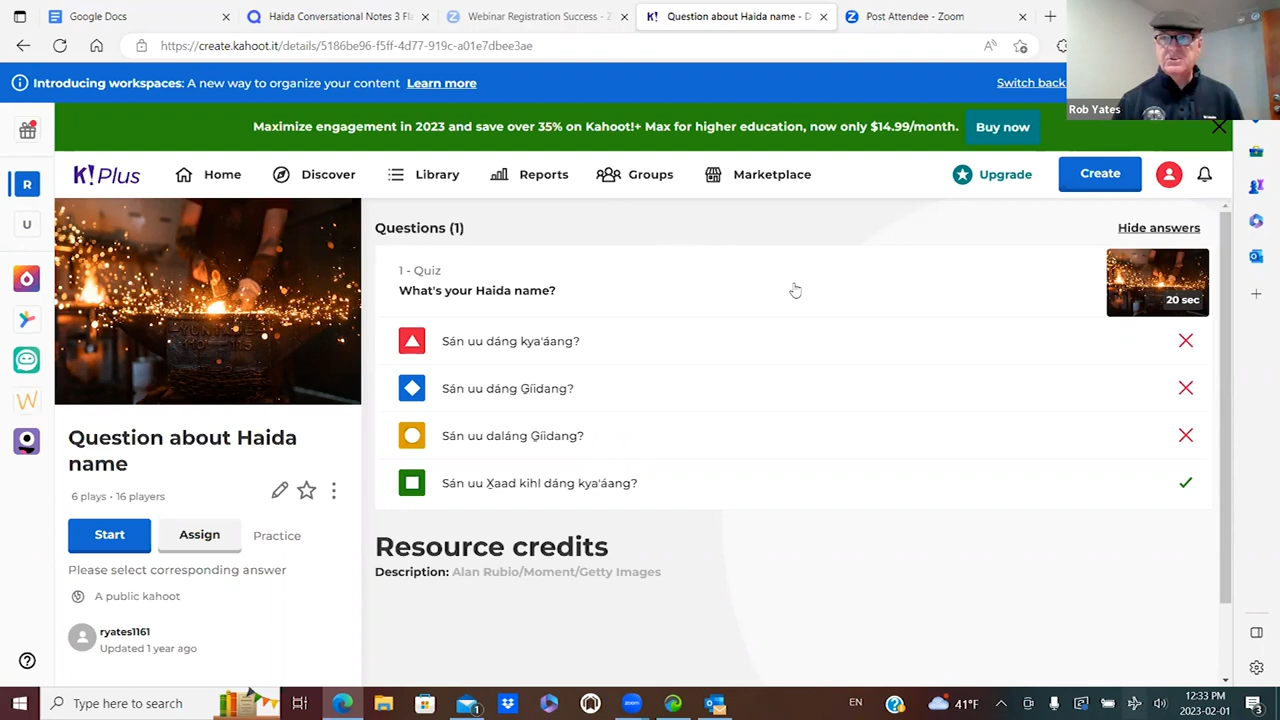 Google Docs
Haida Conversational Notes 3 Fl
Webinar Registration Success - Z
Question about Haida name - D
Post Attendee - Zoom
https://create.kahoot.it/details/5186be96-f5ff-4d77-919c-a01e7dbee3ae
Introducing workspaces: A new way to organize your content Learn more
Switch back
Rob Yates
Maximize engagement in 2023 and save over 35% on Kahoot!+ Max for higher education, now only $14.99/month.
Buy now
K! Plus
Home
Discover
Library
Reports
Groups
Marketplace
Upgrade
Create
R
U
Questions (1)
Hide answers
1 - Quiz
What's your Haida name?
20 sec
Sán uu dáng kya'áang?
Sán uu dáng G̱íidang?
Sán uu daláng G̱íidang?
Sán uu X̱aad kihl dáng kya'áang?
Question about Haida
name
6 plays • 16 players
Start
Assign
Practice
Please select corresponding answer
A public kahoot
ryates1161
Updated 1 year ago
Resource credits
Description: Alan Rubio/Moment/Getty Images
Type here to search
1
EN
41°F
12:33 PM
2023-02-01
3